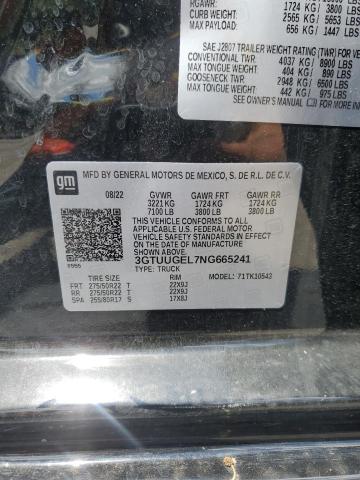 RGAWR: 1724 KG / 3800 LBS
CURB WEIGHT: 2565 KG / 5653 LBS
MAX PAYLOAD: 656 KG / 1447 LBS
SAE J2807 TRAILER WEIGHT RATING (TWR) FOR VE
CONVENTIONAL TWR: 4037 KG / 8900 LBS
MAX TONGUE WEIGHT: 404 KG / 890 LBS
GOOSENECK TWR: 2948 KG / 6500 LBS
MAX TONGUE WEIGHT: 442 KG / 975 LBS
SEE OWNER'S MANUAL
gm
MFD BY GENERAL MOTORS DE MEXICO, S. DE R.L. DE C.V.
08/22 GVWR GAWR FRT GAWR RR
3221 KG 1724 KG 1724 KG
7100 LB 3800 LB 3800 LB
THIS VEHICLE CONFORMS TO ALL
APPLICABLE U.S. FEDERAL MOTOR
VEHICLE SAFETY STANDARDS IN
EFFECT ON THE DATE OF
MANUFACTURE SHOWN ABOVE.
3GTUUGEL7NG665241
TYPE: TRUCK
TIRE SIZE RIM 71TK10543
FRT 275/50R22 T 22X9J
RR 275/50R22 T 22X9J
SPA 255/80R17 S 17X8J